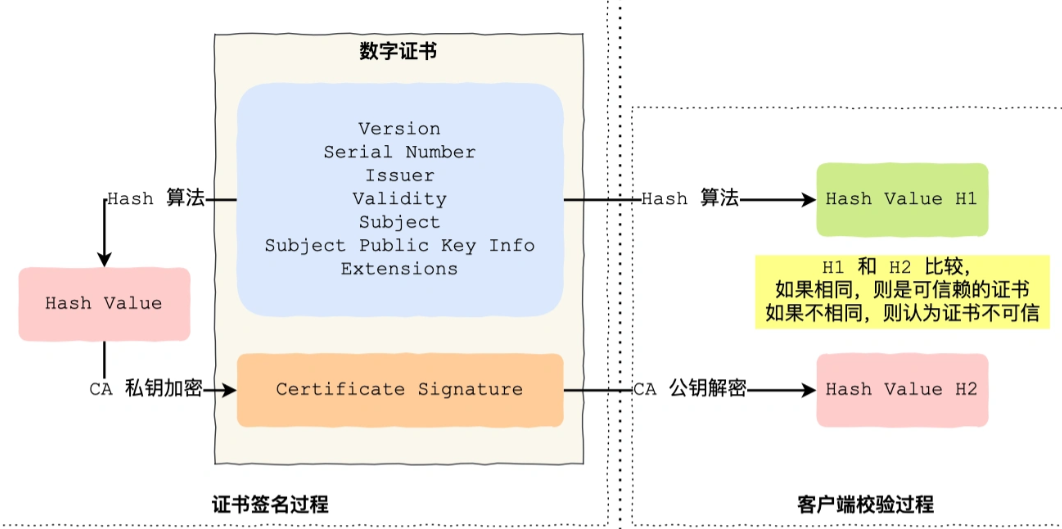 数字证书
Version
Serial Number
Issuer
Validity
Subject
Subject Public Key Info
Extensions
Hash 算法
Hash Value
CA 私钥加密
Certificate Signature
证书签名过程
Hash 算法
Hash Value H1
H1 和 H2 比较，
如果相同，则是可信赖的证书
如果不相同，则认为证书不可信
CA 公钥解密
Hash Value H2
客户端校验过程